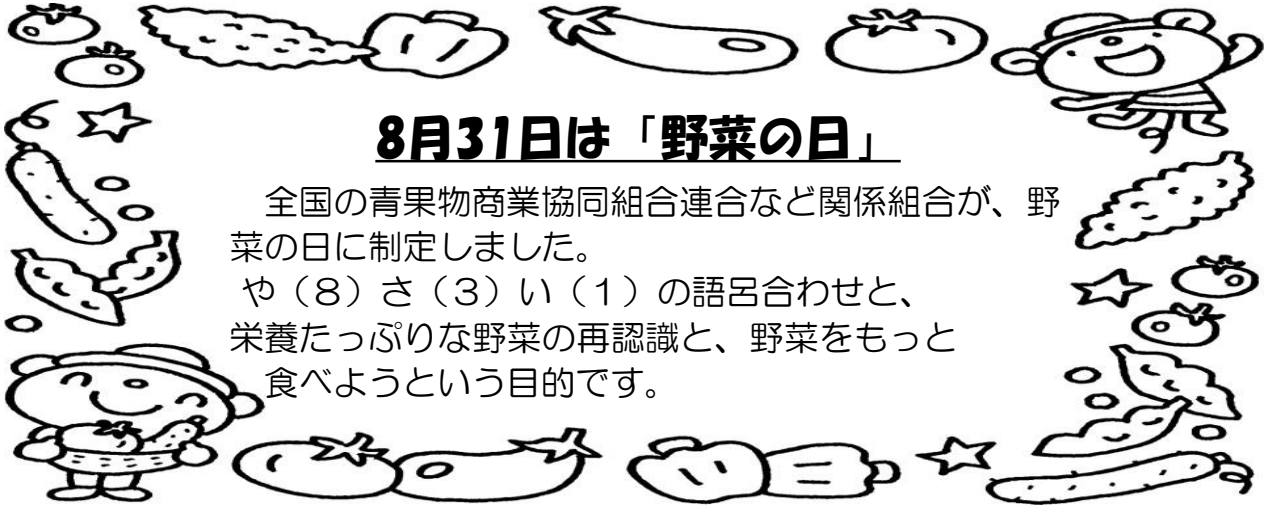 8月31日は「野菜の日」
全国の青果物商業協同組合連合など関係組合が、野
菜の日に制定しました。
や（８）さ（３）い（１）の語呂合わせと、
栄養たっぷりな野菜の再認識と、野菜をもっと
食べようという目的です。